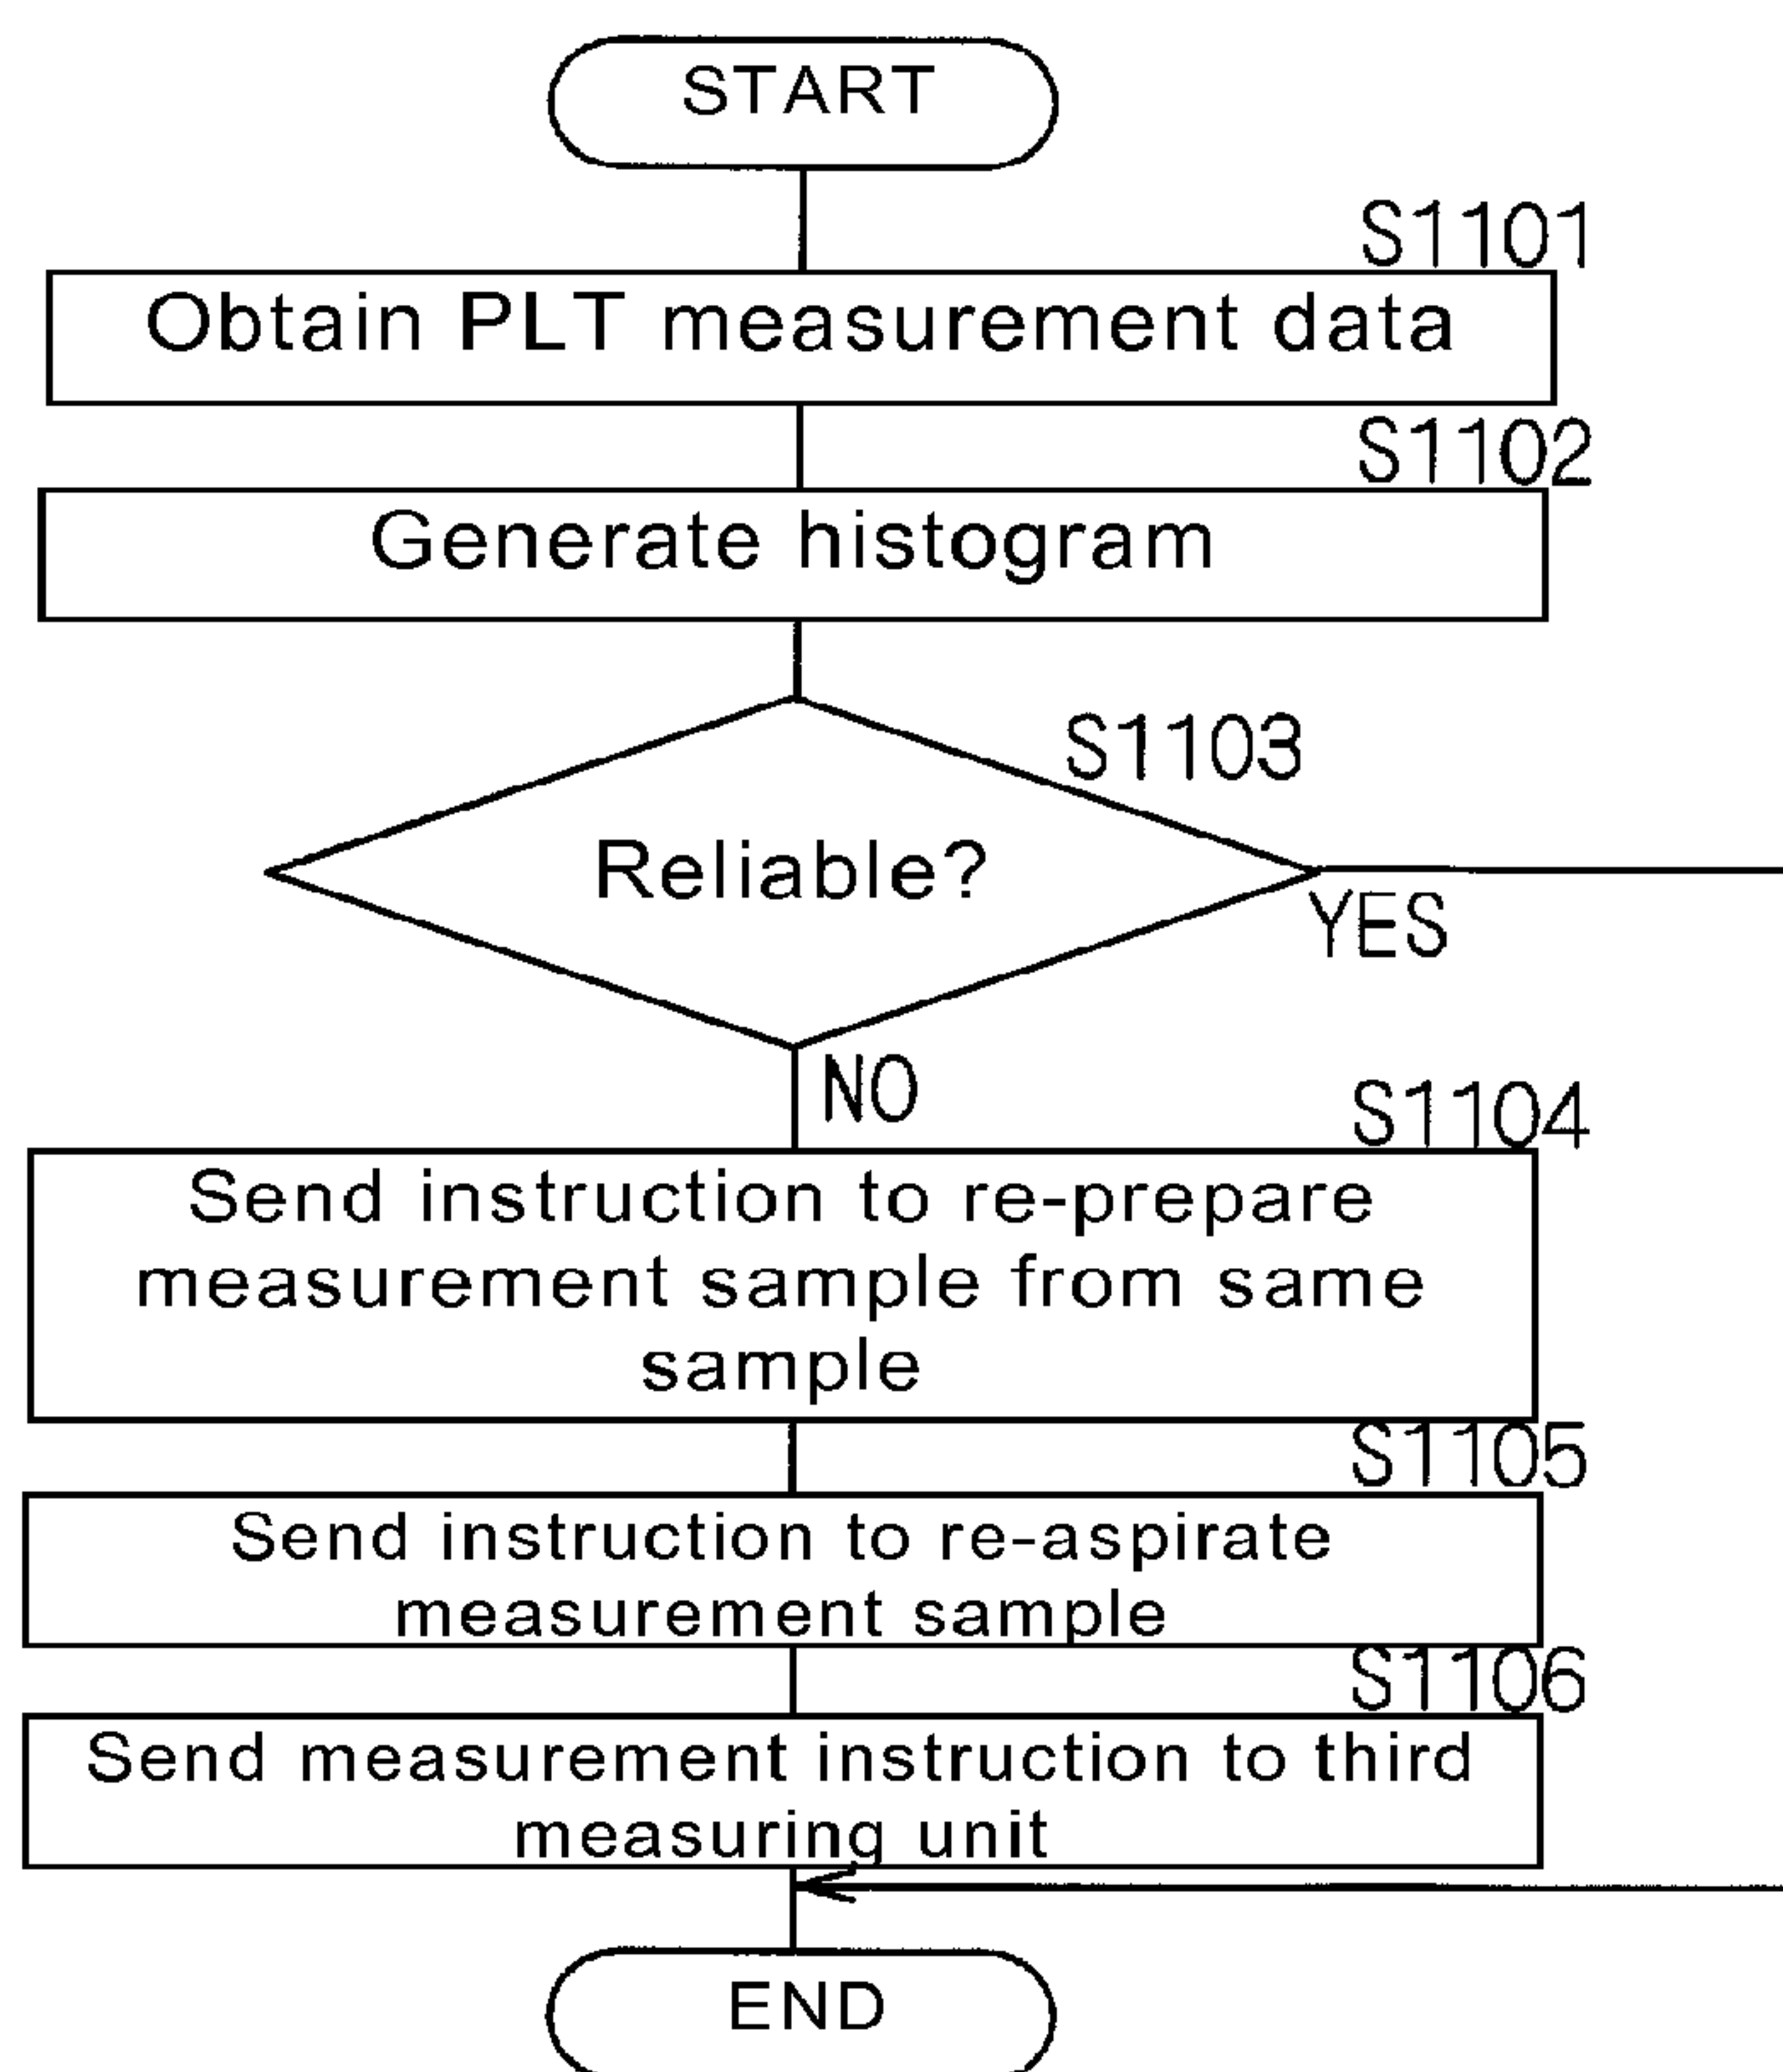 START
S1101
Obtain PLT measurement data
S1102
Generate histogram
S1103
Reliable?
YES
NO
S1104
Send instruction to re-prepare
measurement sample from same
sample
S1105
Send instruction to re-aspirate
measurement sample
S1106
Send measurement instruction to third
measuring unit
END